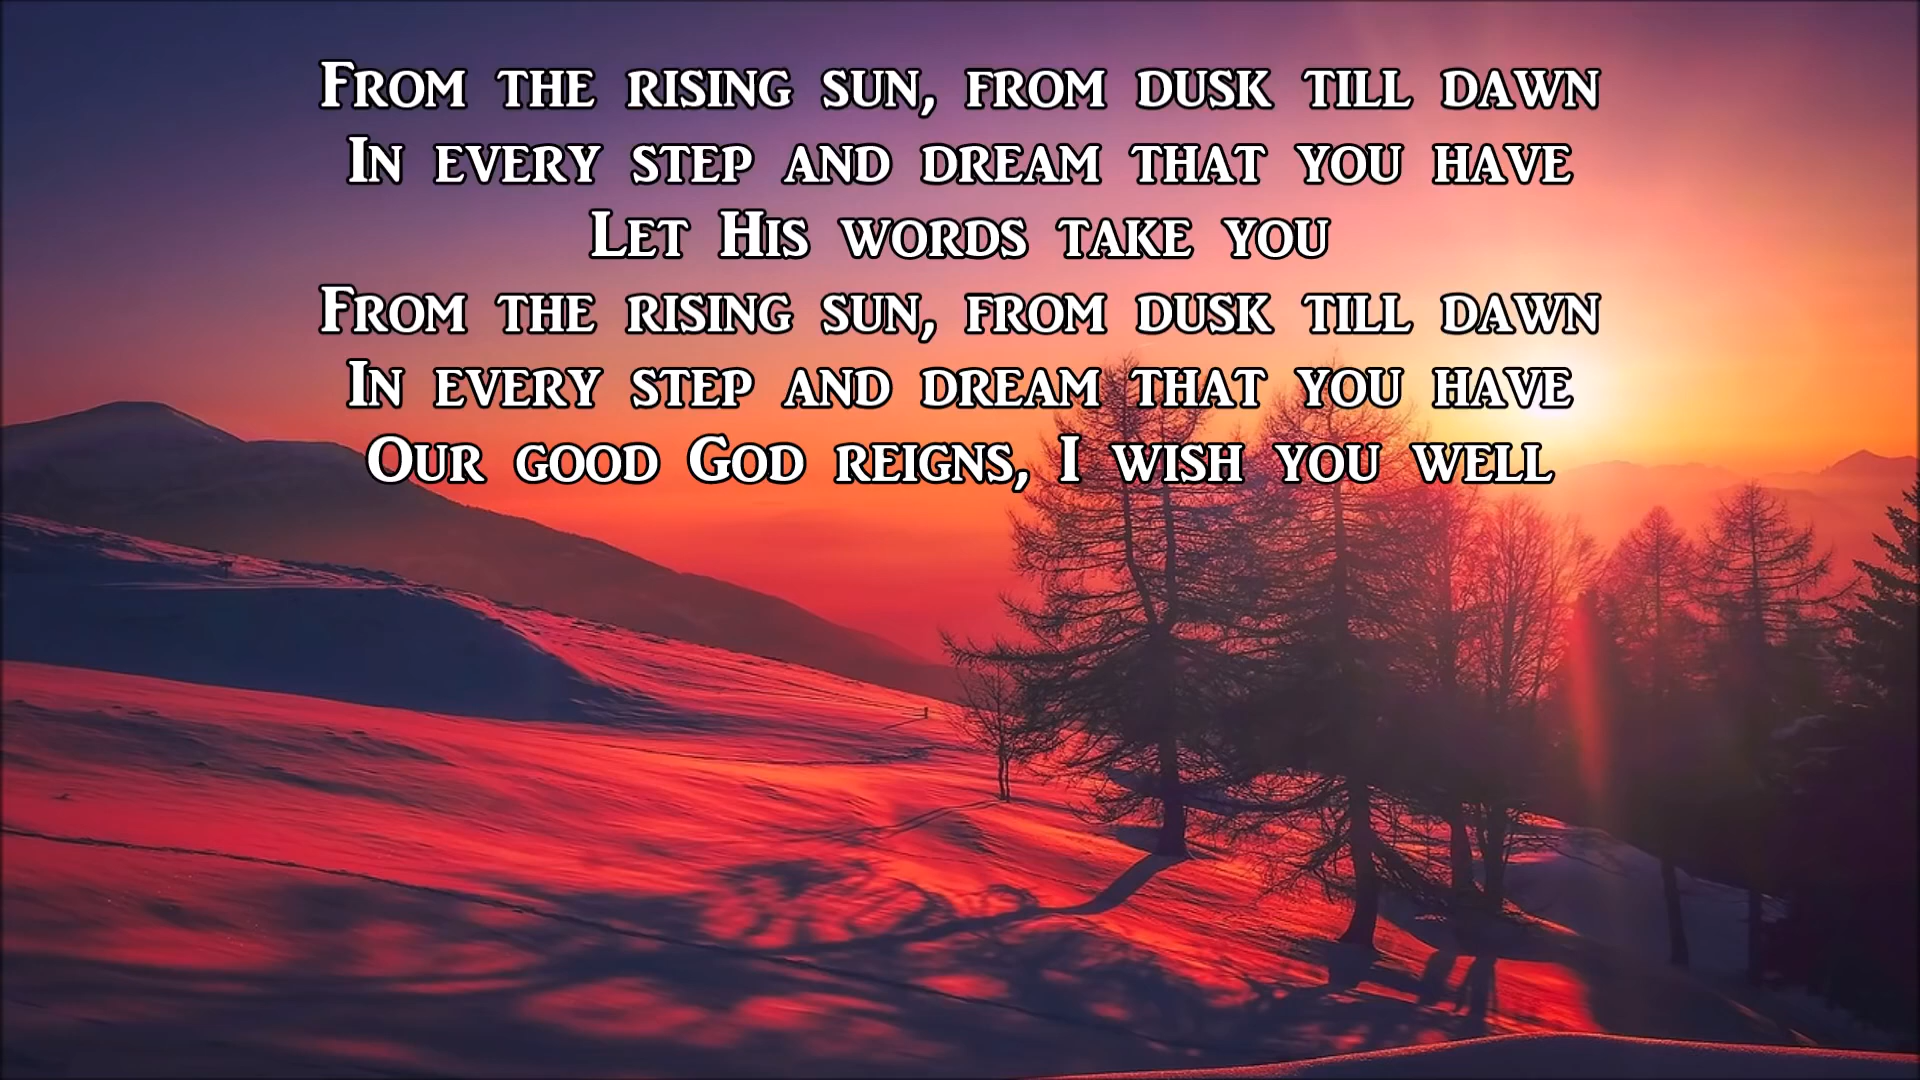 From the rising sun, from dusk till dawn
In every step and dream that you have
Let His words take you
From the rising sun, from dusk till dawn
In every step and dream that you have
Our good God reigns, I wish you well